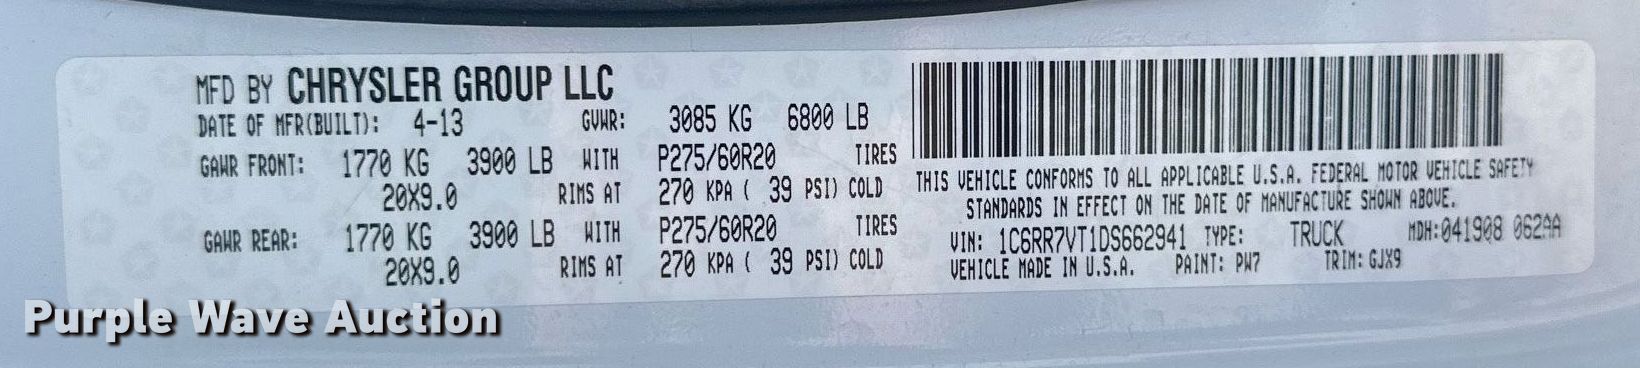 MFD BY CHRYSLER GROUP LLC
DATE OF MFR(BUILT): 4-13 GVWR: 3085 KG 6800 LB
GAWR FRONT: 1770 KG 3900 LB WITH P275/60R20 TIRES
20X9.0 RIMS AT 270 KPA ( 39 PSI) COLD
GAWR REAR: 1770 KG 3900 LB WITH P275/60R20 TIRES
20X9.0 RIMS AT 270 KPA ( 39 PSI) COLD
THIS VEHICLE CONFORMS TO ALL APPLICABLE U.S.A. FEDERAL MOTOR VEHICLE SAFETY
STANDARDS IN EFFECT ON THE DATE OF MANUFACTURE SHOWN ABOVE.
VIN: 1C6RR7VT1DS662941 TYPE: TRUCK MDH:041908 062AA
VEHICLE MADE IN U.S.A. PAINT: PW7 TRIM: GJX9
Purple Wave Auction